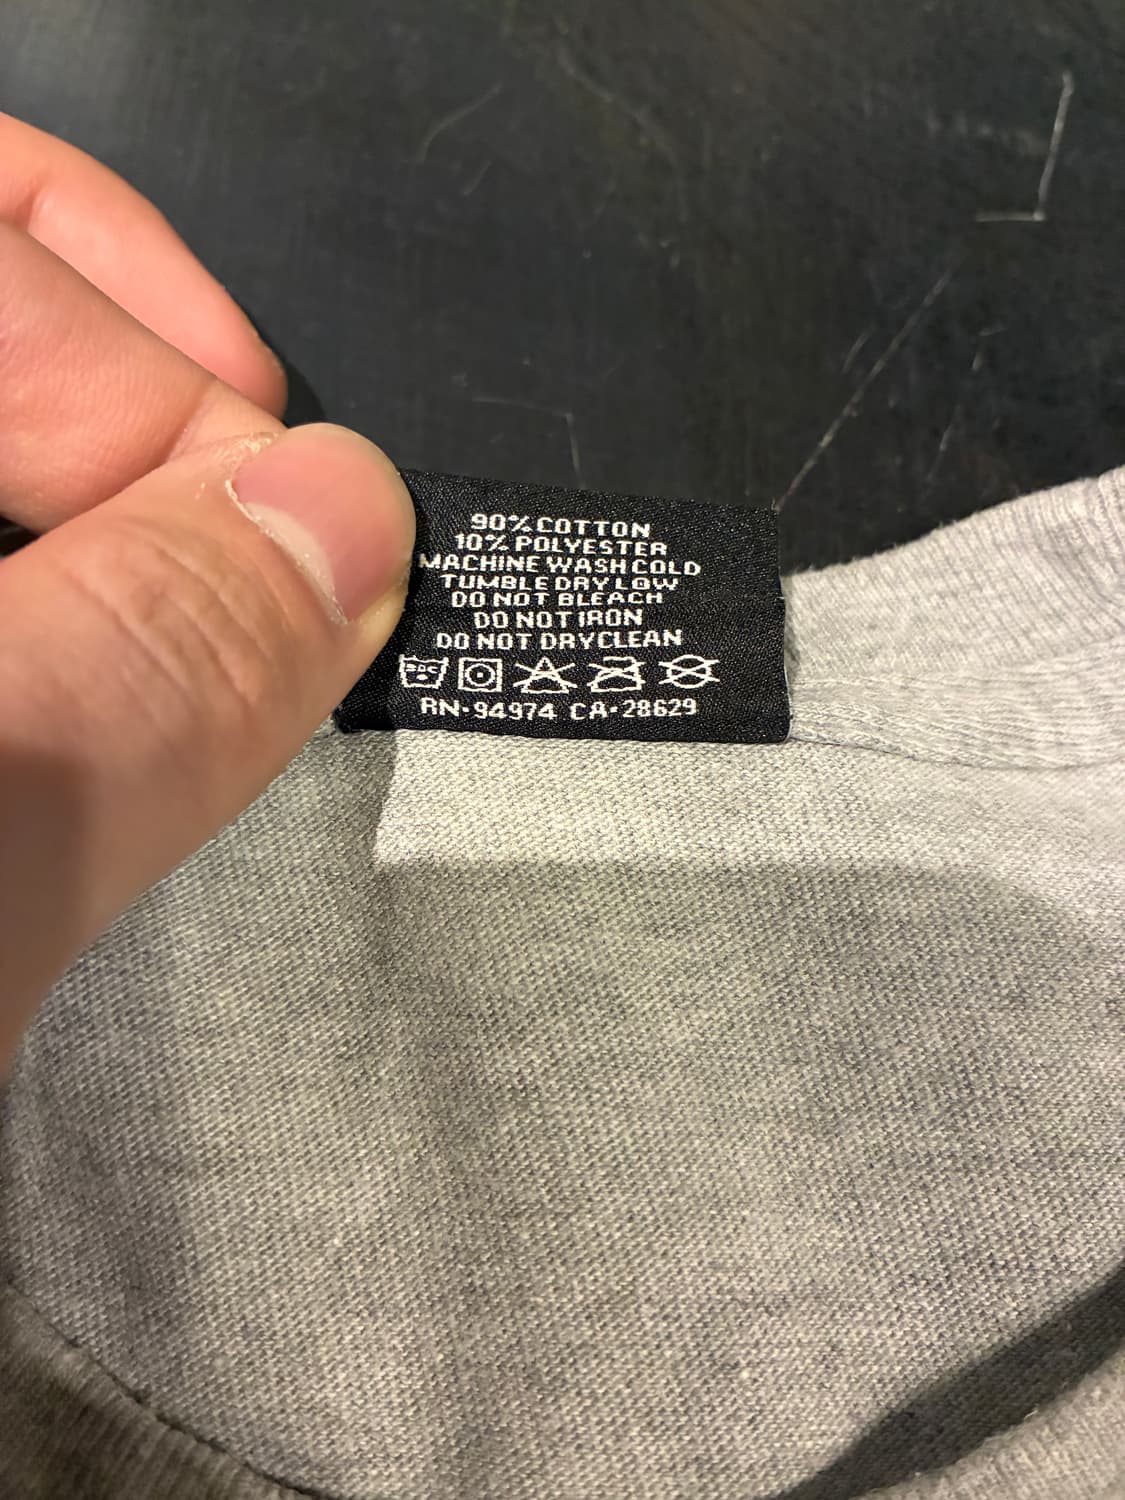 90% COTTON
10% POLYESTER
MACHINE WASH COLD
TUMBLE DRY LOW
DO NOT BLEACH
DO NOT IRON
DO NOT DRYCLEAN
RN·94974 CA·28629